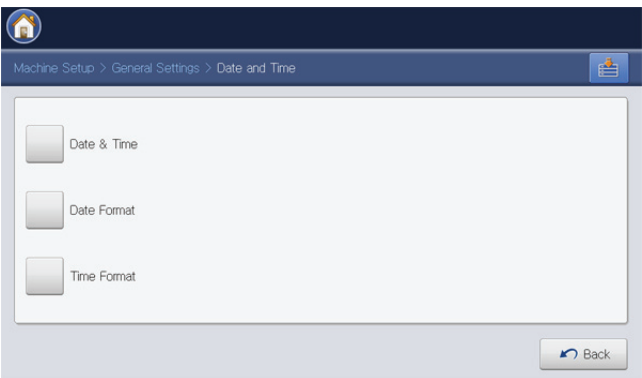 Machine Setup > General Settings > Date and Time
Date & Time
Date Format
Time Format
Back